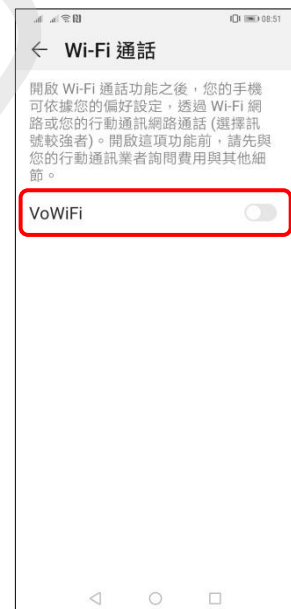 08:51
← Wi-Fi 通話
開啟 Wi-Fi 通話功能之後，您的手機
可依據您的偏好設定，透過 Wi-Fi 網
路或您的行動通訊網路通話 (選擇訊
號較強者)。開啟這項功能前，請先與
您的行動通訊業者詢問費用與其他細
節。
VoWiFi